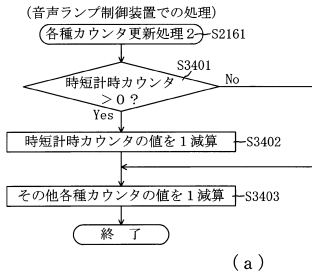 (音声ランプ制御装置での処理)
各種カウンタ更新処理2 S2161
S3401
時短計時カウンタ
>0?
No
Yes
時短計時カウンタの値を1減算 S3402
その他各種カウンタの値を1減算 S3403
終 了
(a)